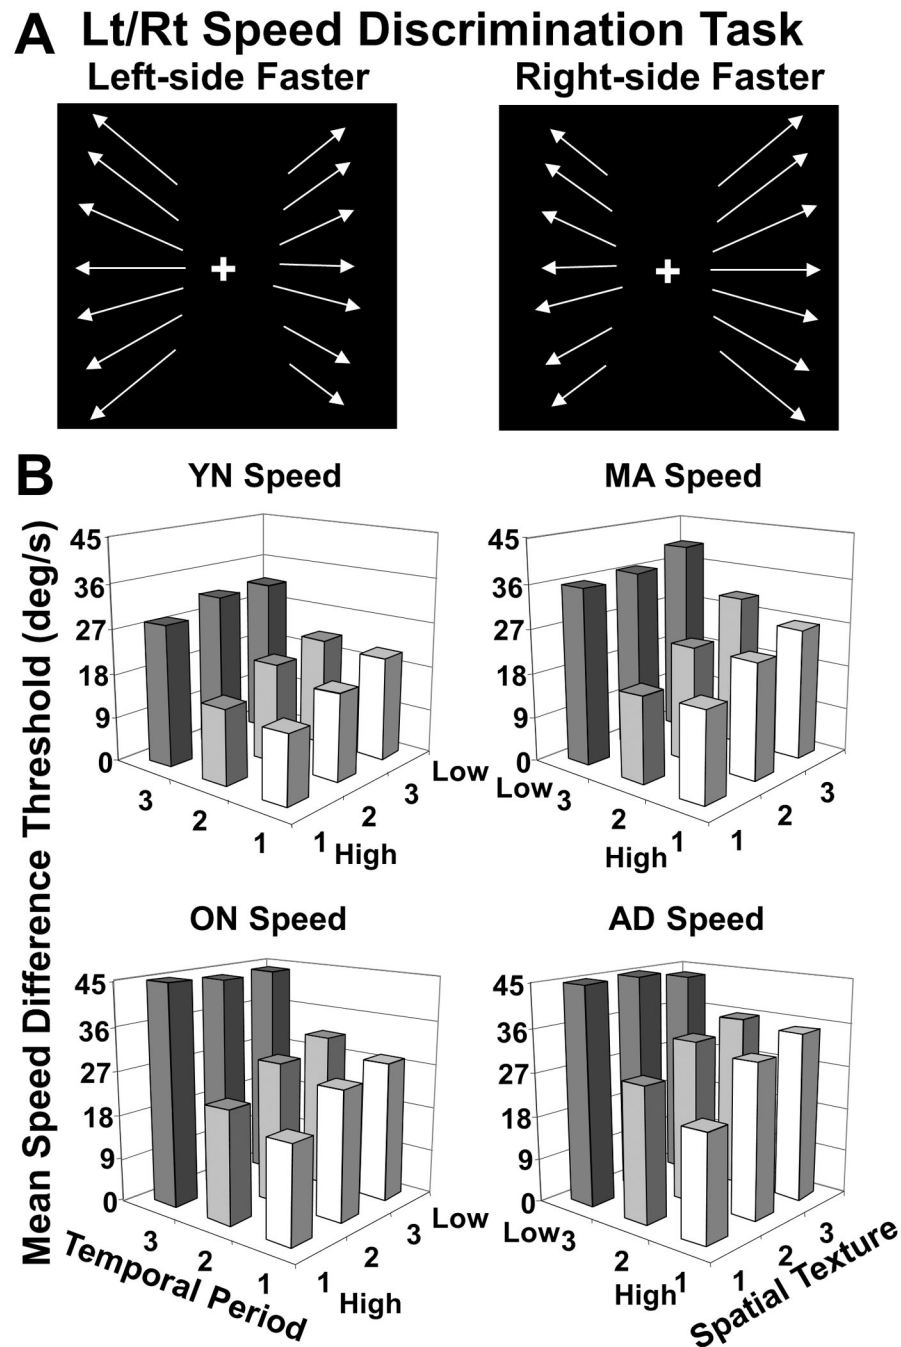 A Lt/Rt Speed Discrimination Task
Left-side Faster Right-side Faster
B
YN Speed MA Speed
Mean Speed Difference Threshold (deg/s)
45 36 27 18 9 0
3 2 1
1 2 3
High Low
45 36 27 18 9 0
Low 3 2 1
High
1 2 3
ON Speed AD Speed
45 36 27 18 9 0
3 2 1
1 2 3
High Low
45 36 27 18 9 0
Low 3 2 1
High
1 2 3
Temporal Period
Spatial Texture